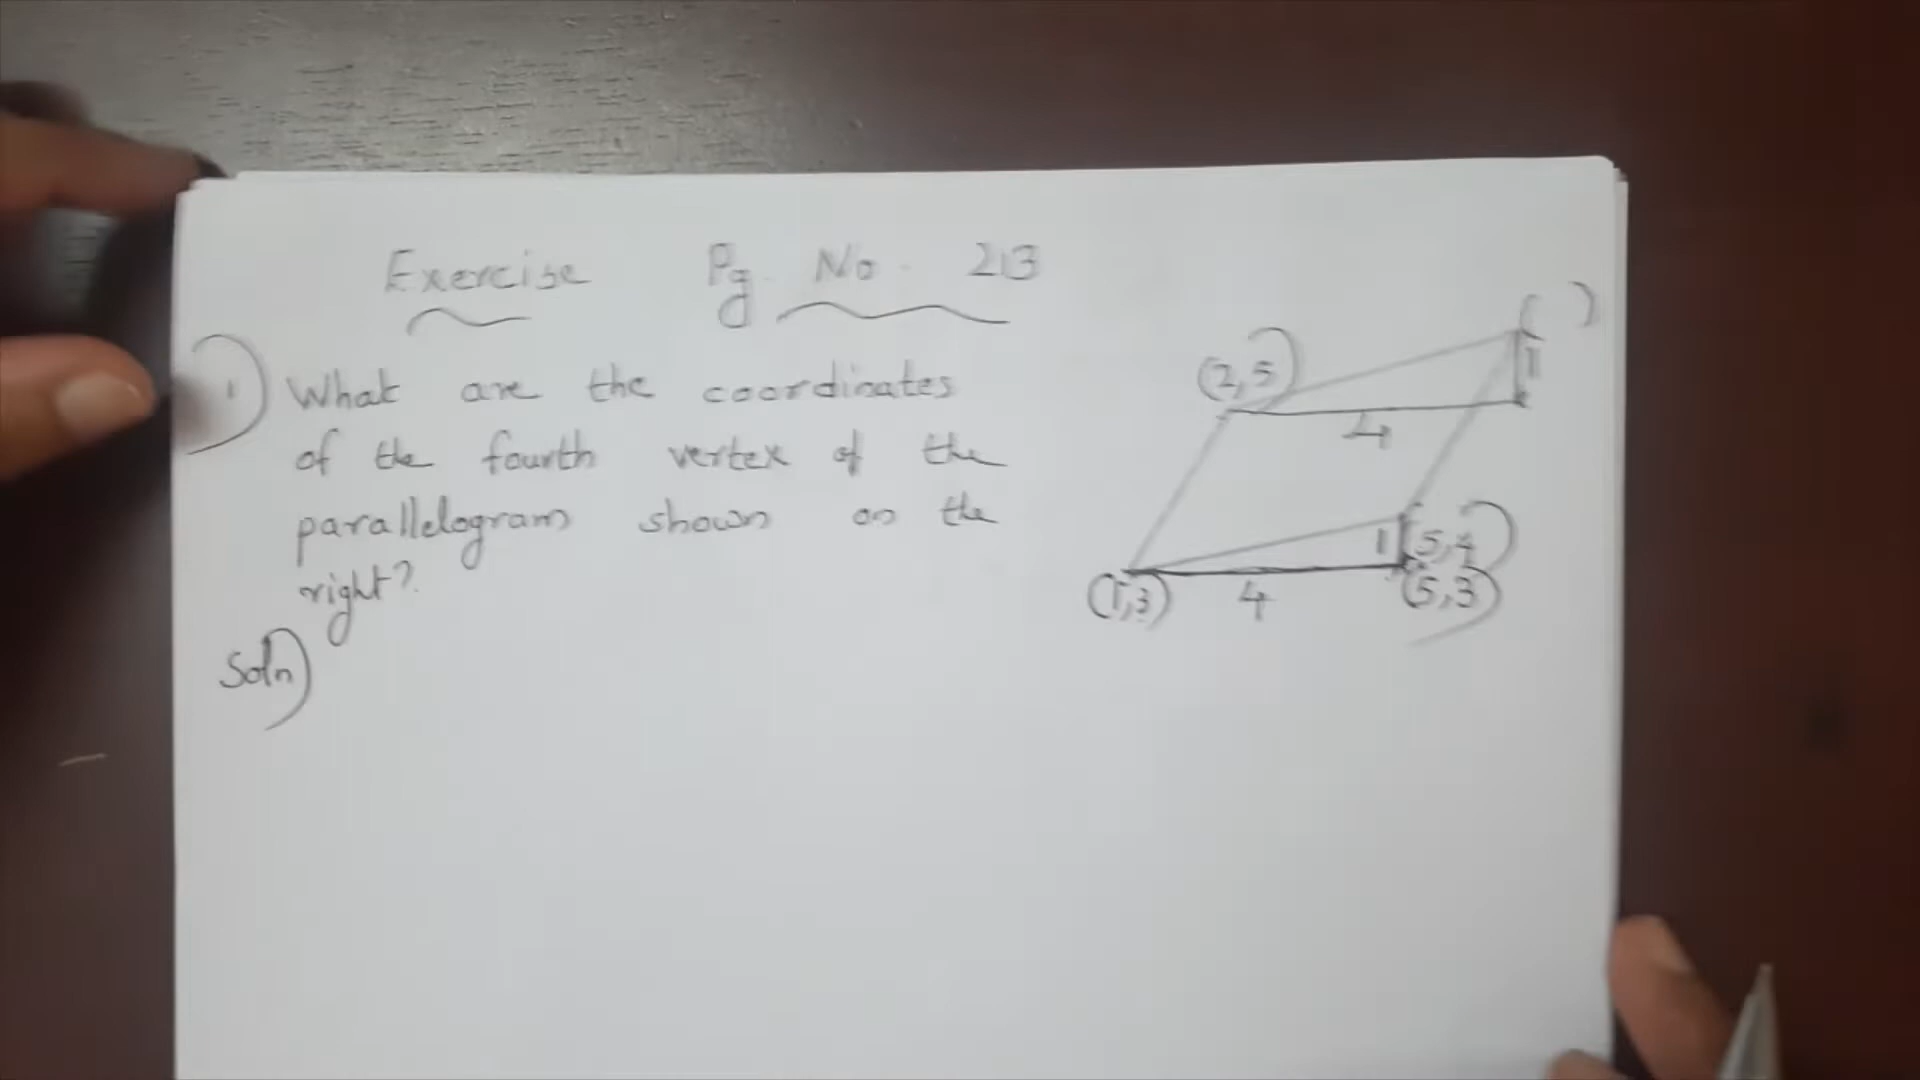 Exercise Pg. No. 213
1) What are the coordinates
of the fourth vertex of the
parallelogram shown on the
right?
Soln)
( )
(2,5)
1
4
1
(5,4)
(1,3)
4
(5,3)